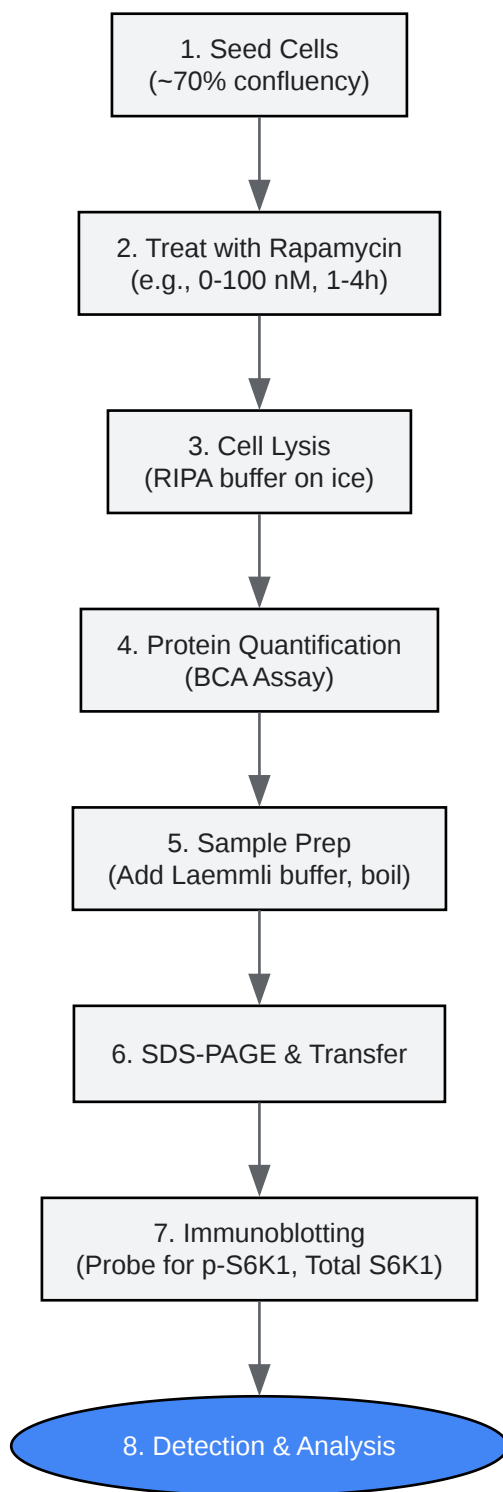 1. Seed Cells
(~70% confluency)
2. Treat with Rapamycin
(e.g., 0-100 nM, 1-4h)
3. Cell Lysis
(RIPA buffer on ice)
4. Protein Quantification
(BCA Assay)
5. Sample Prep
(Add Laemmli buffer, boil)
6. SDS-PAGE & Transfer
7. Immunoblotting
(Probe for p-S6K1, Total S6K1)
8. Detection & Analysis